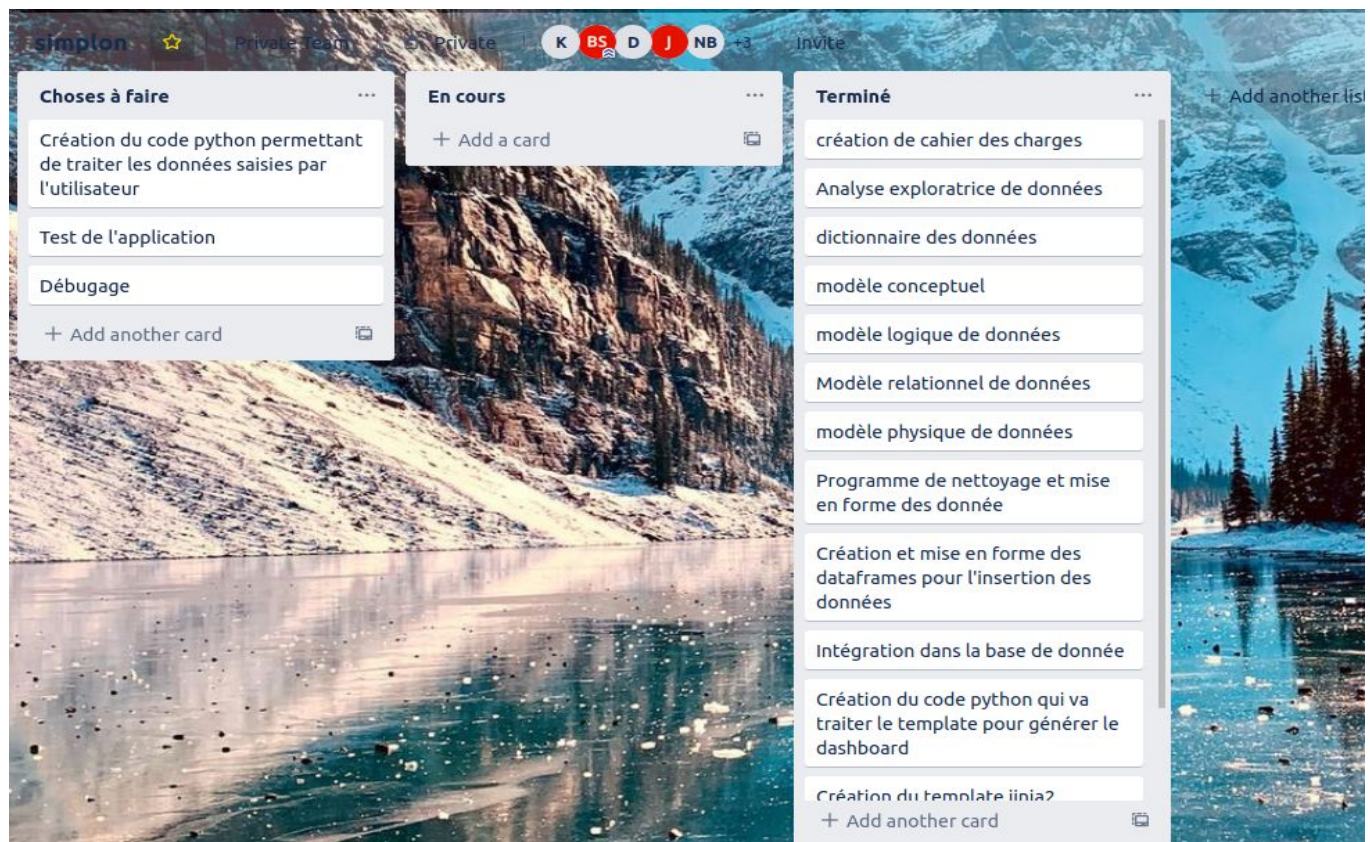 simplon
Private Team
Private
K
BS
D
J
NB
+3
Invite
Choses à faire
Création du code python permettant
de traiter les données saisies par
l'utilisateur
Test de l'application
Débugage
+ Add another card
En cours
+ Add a card
Terminé
création de cahier des charges
Analyse exploratrice de données
dictionnaire des données
modèle conceptuel
modèle logique de données
Modèle relationnel de données
modèle physique de données
Programme de nettoyage et mise
en forme des donnée
Création et mise en forme des
dataframes pour l'insertion des
données
Intégration dans la base de donnée
Création du code python qui va
traiter le template pour générer le
dashboard
Création du template jinja2
+ Add another card
+ Add another list